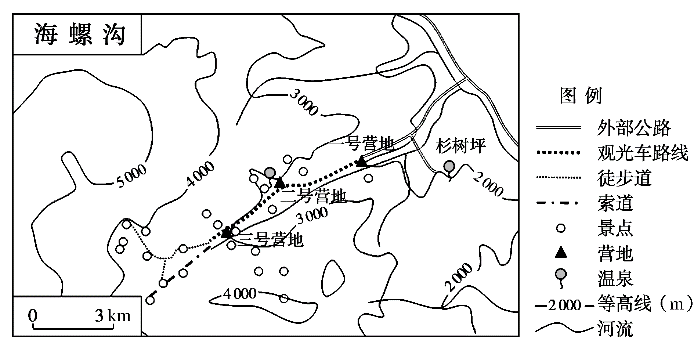 海螺沟
3000
一号营地
杉树坪
2000
4000
5000
二号营地
3000
三号营地
4000
2000
0 3 km
图例
外部公路
观光车路线
徒步道
索道
景点
营地
温泉
2000 等高线(m)
河流